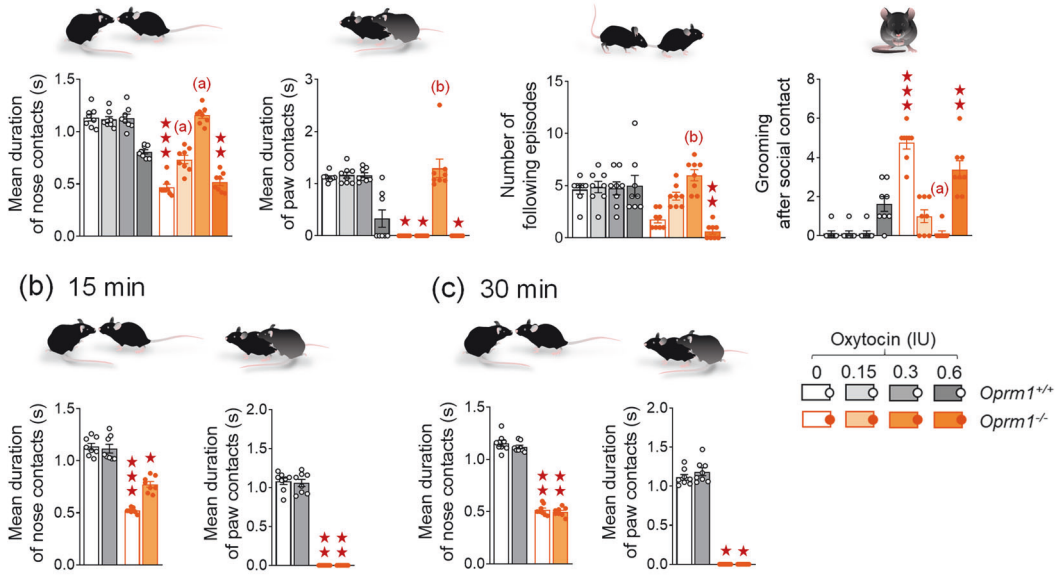 Mean duration
of nose contacts (s)
1.5
1.0
0.5
0.0
★★★
(a)
(a)
★★
Mean duration
of paw contacts (s)
3
2
1
0
★
★
(b)
★
Number of
following episodes
15
10
5
0
(b)
★★
Grooming
after social contact
8
6
4
2
0
★★★
(a)
★★
(b) 15 min
Mean duration
of nose contacts (s)
1.5
1.0
0.5
0.0
★★★
★
Mean duration
of paw contacts (s)
2.0
1.5
1.0
0.5
0.0
★★
★★
(c) 30 min
Mean duration
of nose contacts (s)
1.5
1.0
0.5
0.0
★★
★★
Mean duration
of paw contacts (s)
2.0
1.5
1.0
0.5
0.0
★
★
Oxytocin (IU)
0 0.15 0.3 0.6
Oprm1+/+
Oprm1-/-